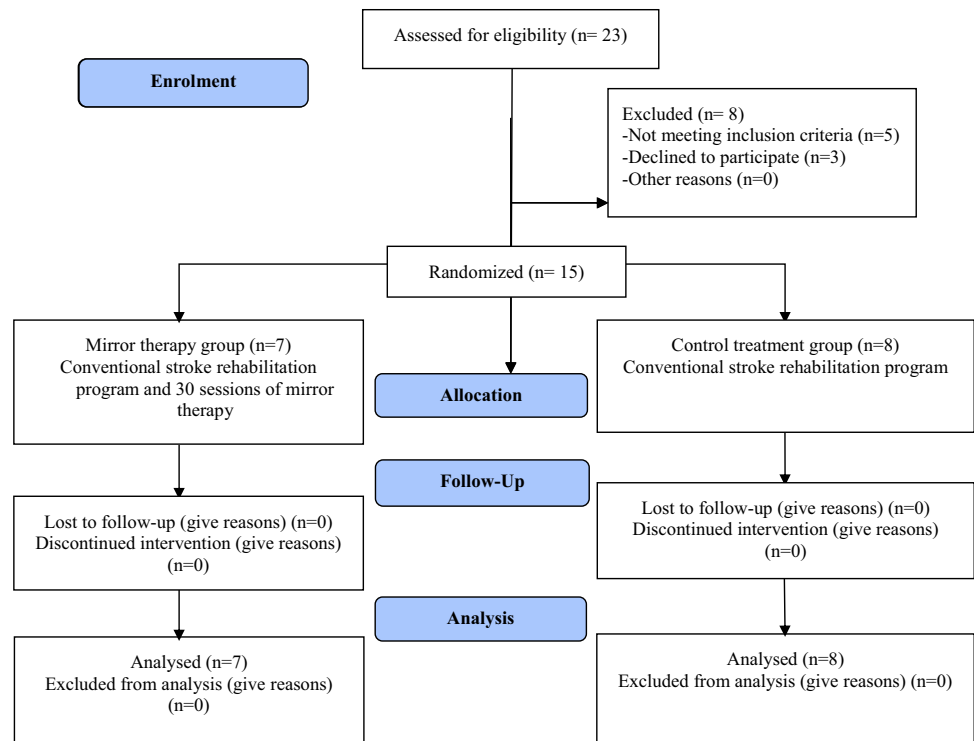 Assessed for eligibility (n= 23)
Enrolment
Excluded (n= 8)
-Not meeting inclusion criteria (n=5)
-Declined to participate (n=3)
-Other reasons (n=0)
Randomized (n= 15)
Mirror therapy group (n=7)
Conventional stroke rehabilitation
program and 30 sessions of mirror
therapy
Control treatment group (n=8)
Conventional stroke rehabilitation program
Allocation
Follow-Up
Lost to follow-up (give reasons) (n=0)
Discontinued intervention (give reasons)
(n=0)
Lost to follow-up (give reasons) (n=0)
Discontinued intervention (give reasons)
(n=0)
Analysis
Analysed (n=7)
Excluded from analysis (give reasons)
(n=0)
Analysed (n=8)
Excluded from analysis (give reasons) (n=0)